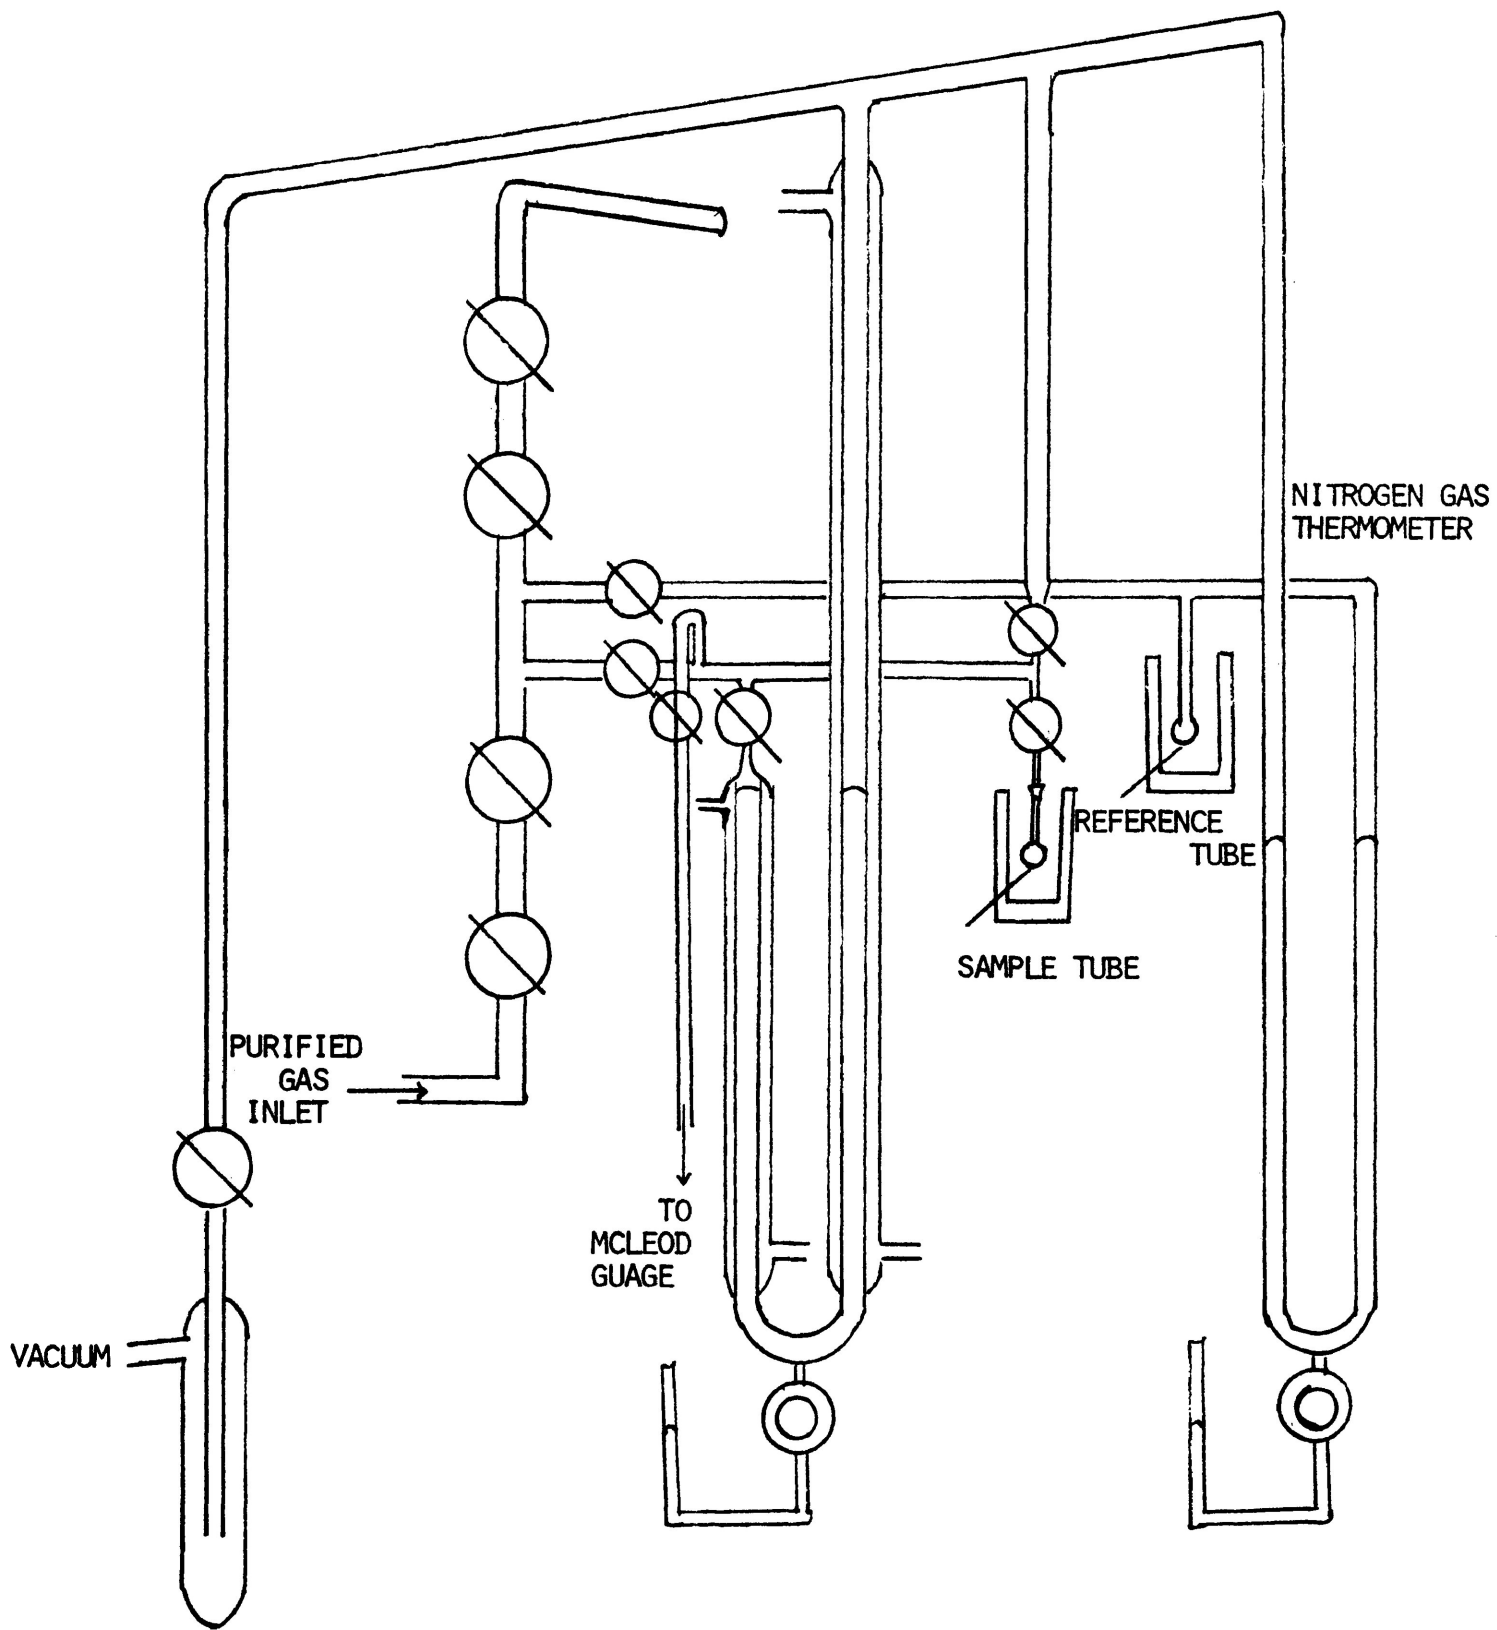 NITROGEN GAS
THERMOMETER
REFERENCE
TUBE
SAMPLE TUBE
PURIFIED
GAS
INLET
TO
MCLEOD
GUAGE
VACUUM